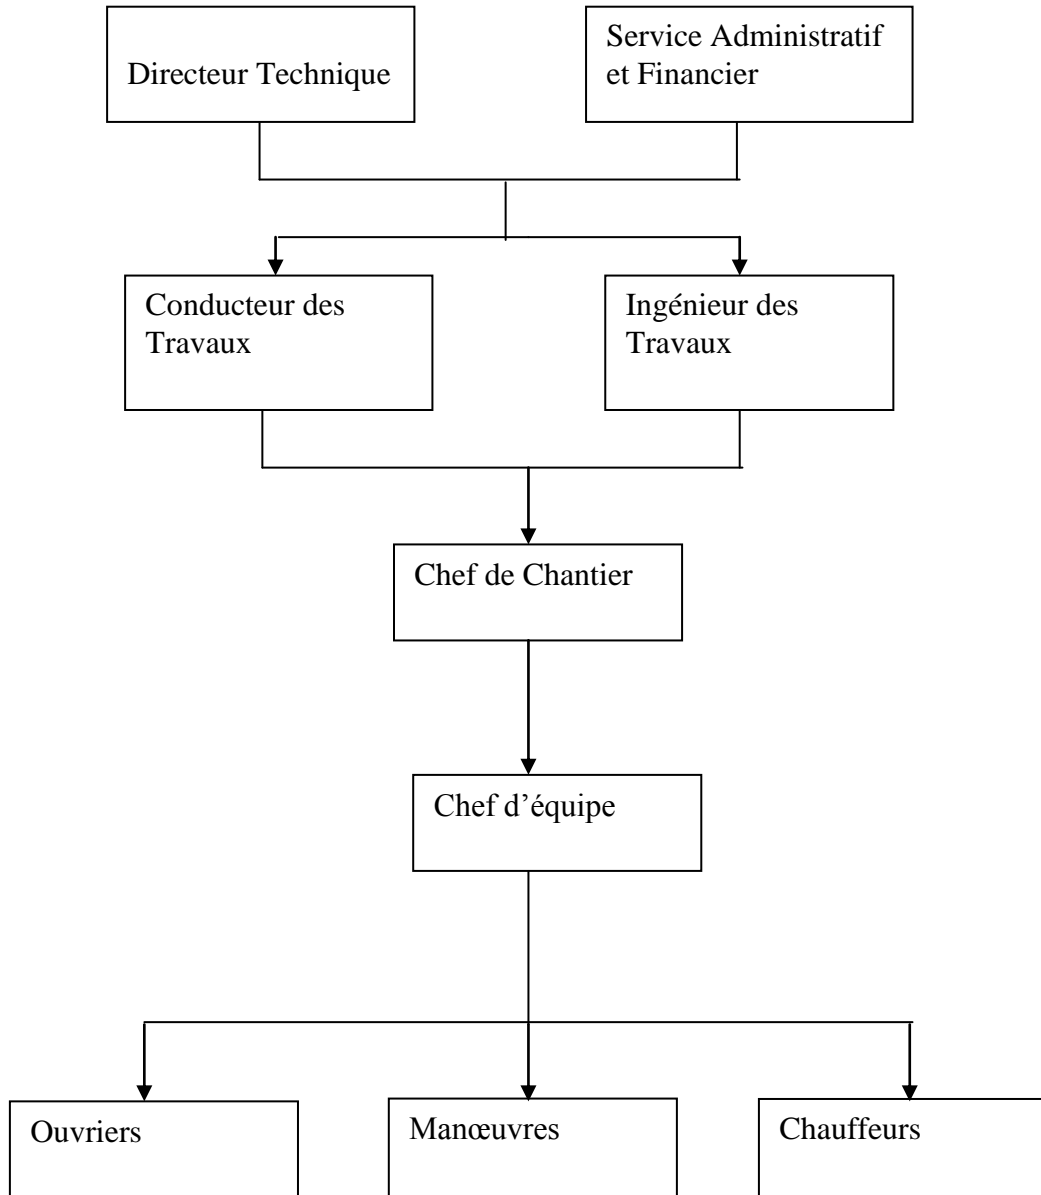 Directeur Technique
Service Administratif
et Financier
Conducteur des
Travaux
Ingénieur des
Travaux
Chef de Chantier
Chef d’équipe
Ouvriers
Manœuvres
Chauffeurs